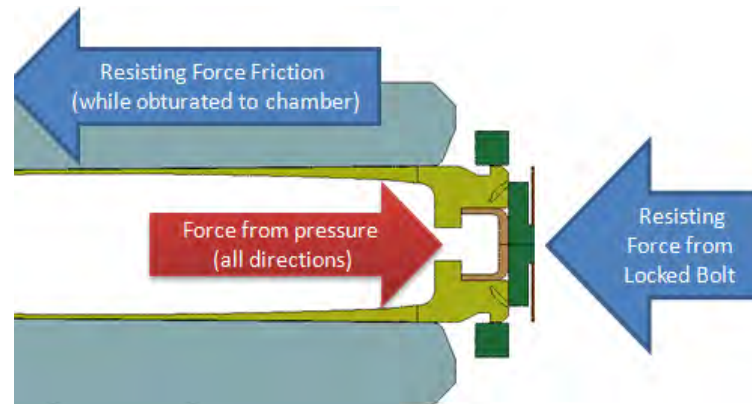 Resisting Force Friction
(while obturated to chamber)
Force from pressure
(all directions)
Resisting
Force from
Locked Bolt